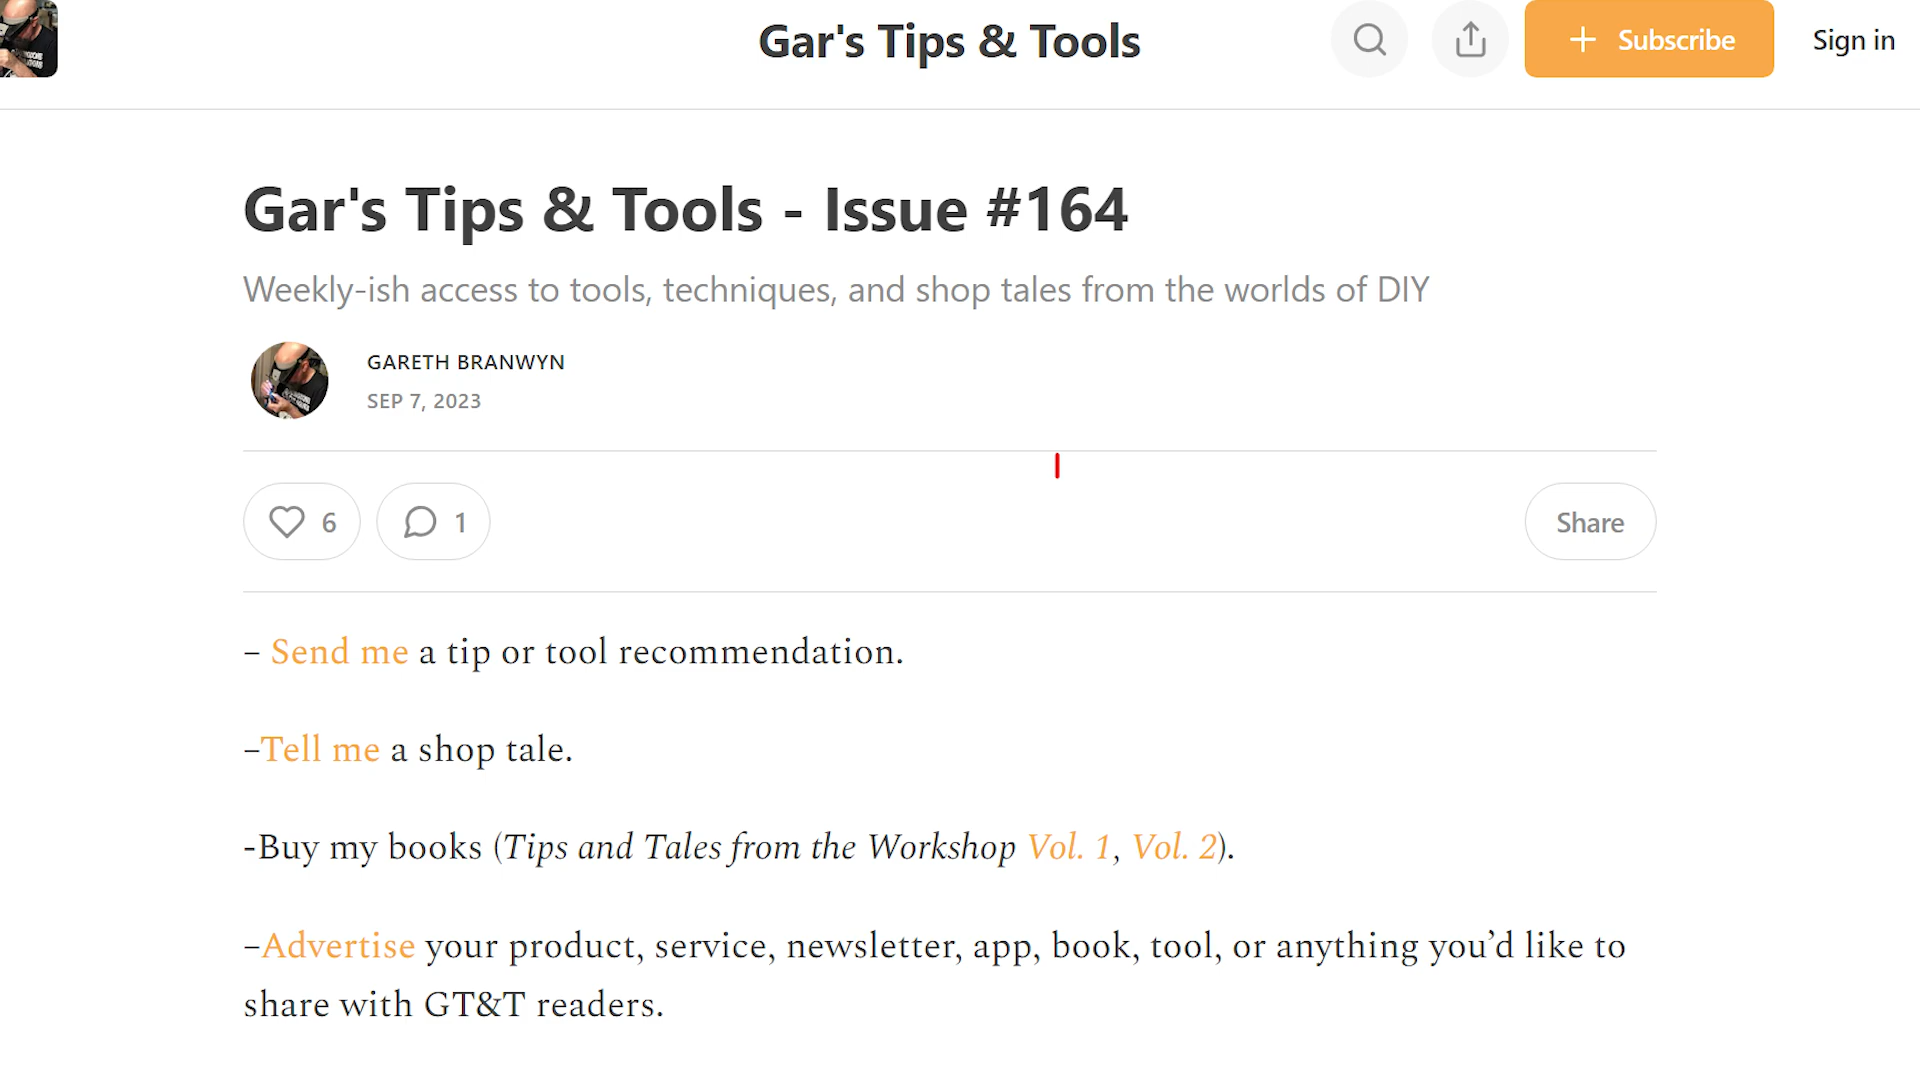 Gar's Tips & Tools
Subscribe
Sign in
Gar's Tips & Tools - Issue #164
Weekly-ish access to tools, techniques, and shop tales from the worlds of DIY
GARETH BRANWYN
SEP 7, 2023
6
1
Share
– Send me a tip or tool recommendation.
–Tell me a shop tale.
-Buy my books (Tips and Tales from the Workshop Vol. 1, Vol. 2).
–Advertise your product, service, newsletter, app, book, tool, or anything you’d like to
share with GT&T readers.